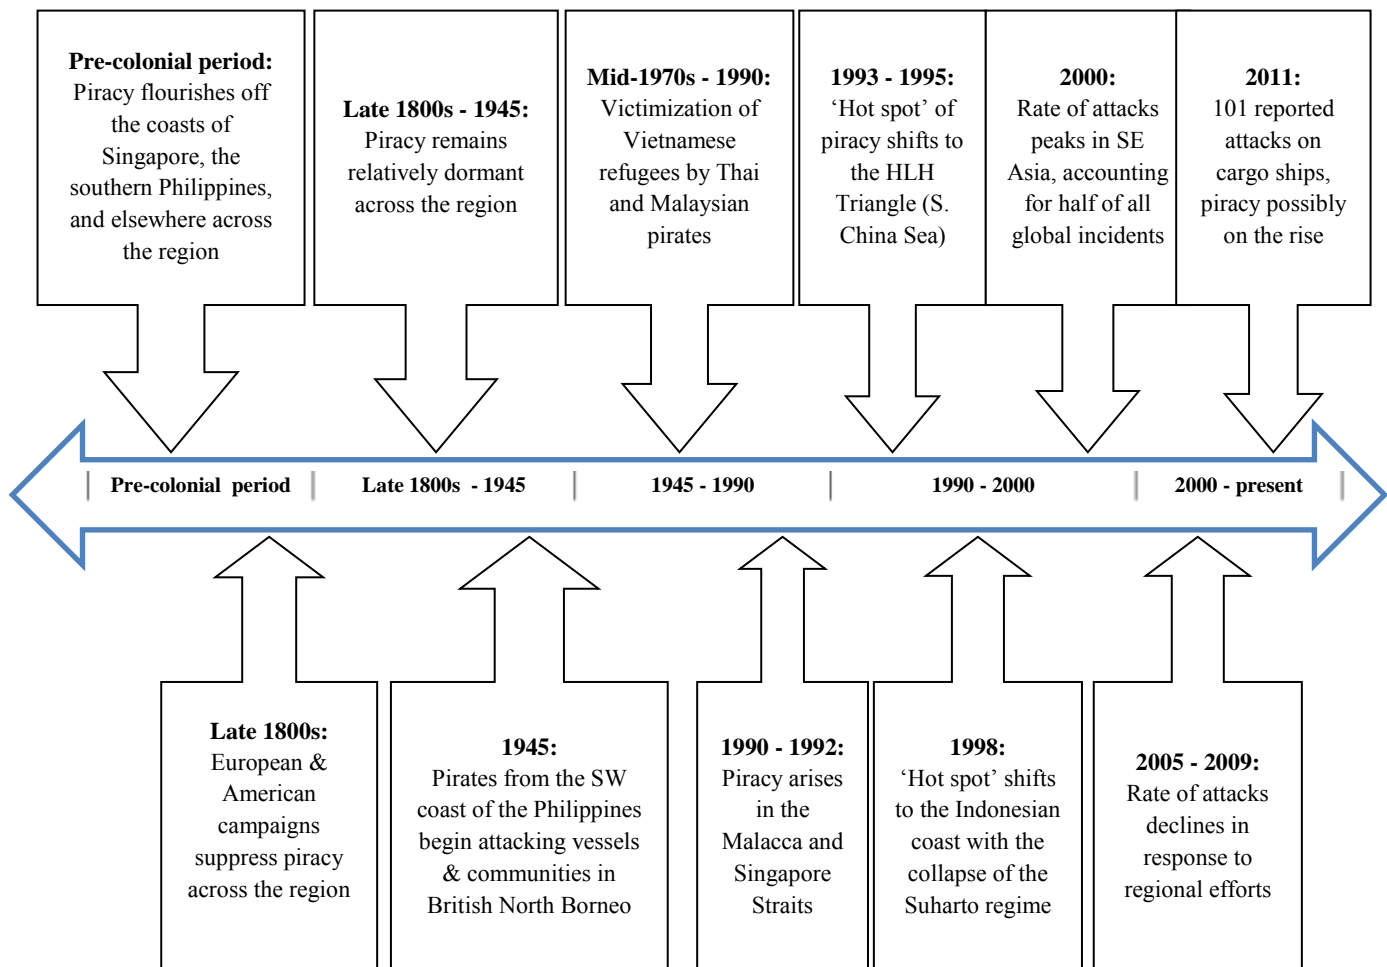 Pre-colonial period:
Piracy flourishes off
the coasts of
Singapore, the
southern Philippines,
and elsewhere across
the region
Late 1800s - 1945:
Piracy remains
relatively dormant
across the region
Mid-1970s - 1990:
Victimization of
Vietnamese
refugees by Thai
and Malaysian
pirates
1993 - 1995:
‘Hot spot’ of
piracy shifts to
the HLH
Triangle (S.
China Sea)
2000:
Rate of attacks
peaks in SE
Asia, accounting
for half of all
global incidents
2011:
101 reported
attacks on
cargo ships,
piracy possibly
on the rise
Pre-colonial period
Late 1800s - 1945
1945 - 1990
1990 - 2000
2000 - present
Late 1800s:
European &
American
campaigns
suppress piracy
across the region
1945:
Pirates from the SW
coast of the Philippines
begin attacking vessels
& communities in
British North Borneo
1990 - 1992:
Piracy arises
in the
Malacca and
Singapore
Straits
1998:
‘Hot spot’ shifts
to the Indonesian
coast with the
collapse of the
Suharto regime
2005 - 2009:
Rate of attacks
declines in
response to
regional efforts